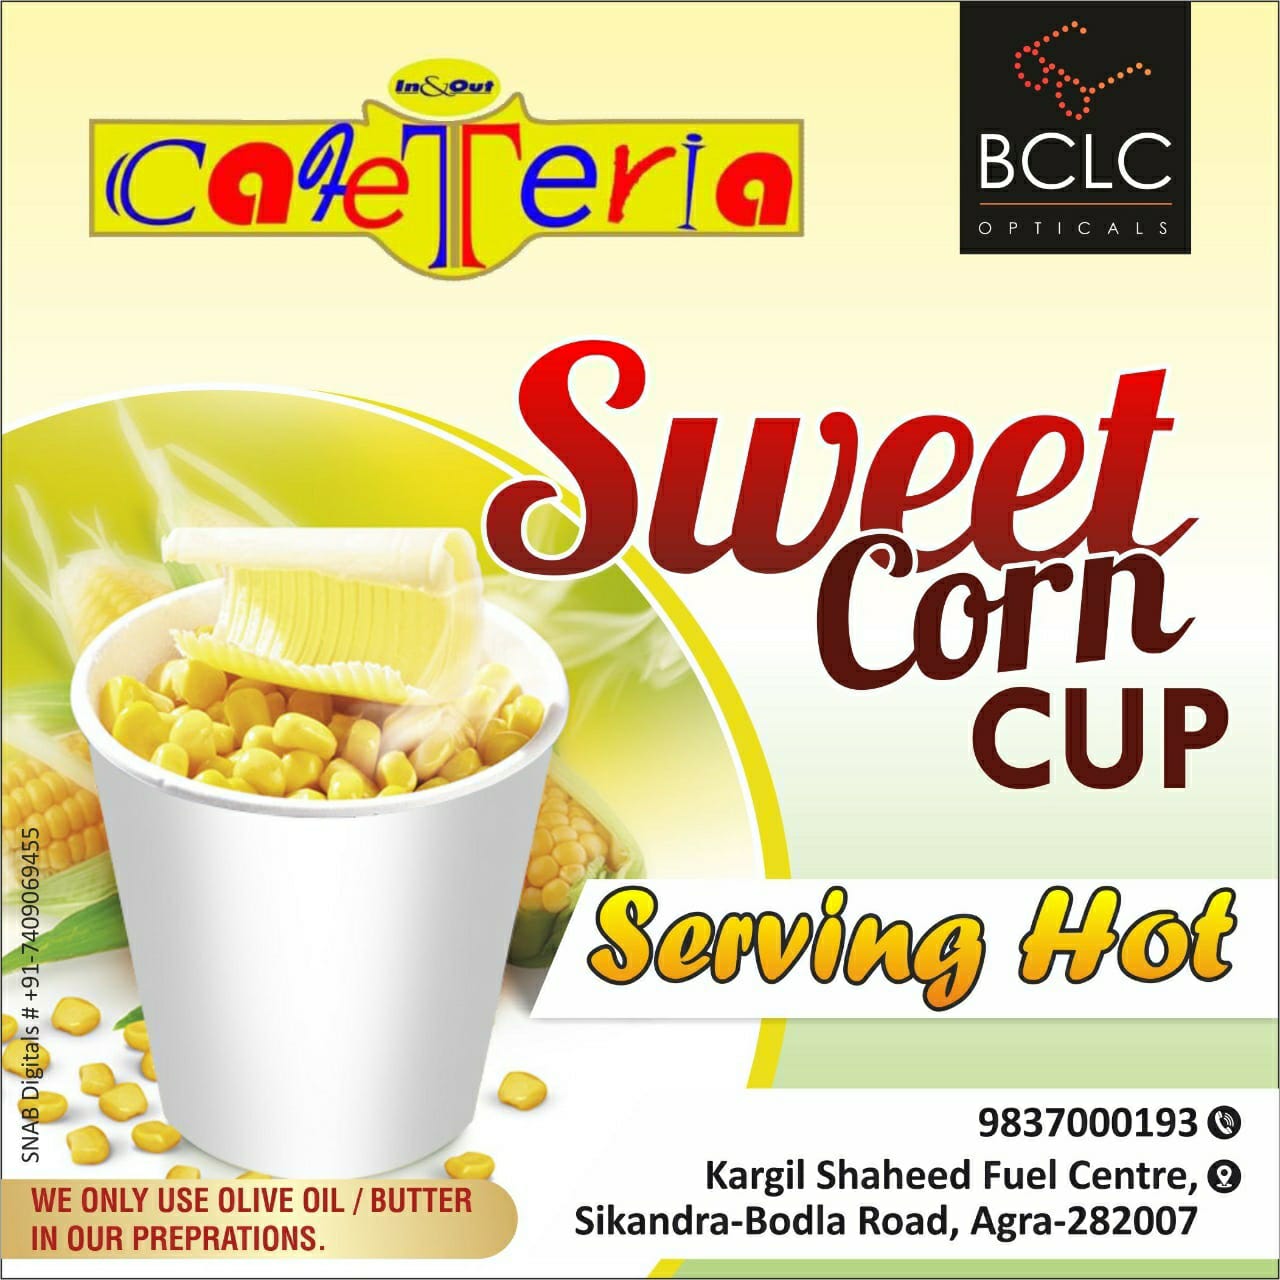 In&Out
CafeTeria
BCLC
OPTICALS
Sweet
Corn
CUP
Serving Hot
9837000193
Kargil Shaheed Fuel Centre,
Sikandra-Bodla Road, Agra-282007
WE ONLY USE OLIVE OIL / BUTTER
IN OUR PREPRATIONS.
SNAB Digitals # +91-7409069455